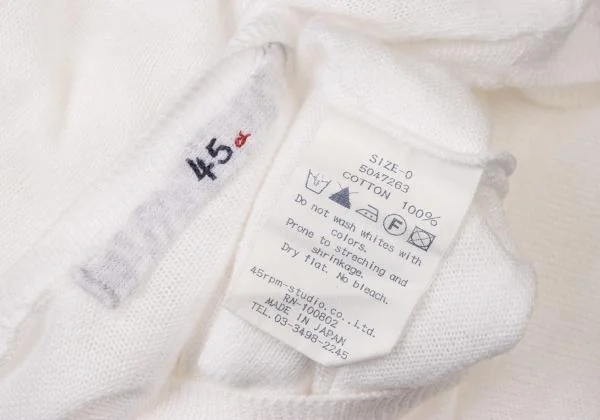 45R
SIZE-0
5047263
COTTON 100%
F
Do not wash whites with
colors.
Prone to streching and
shrinkage.
Dry flat. No bleach.
45rpm-studio.co.,Ltd.
RN-100802
MADE IN JAPAN
TEL.03-3498-2245